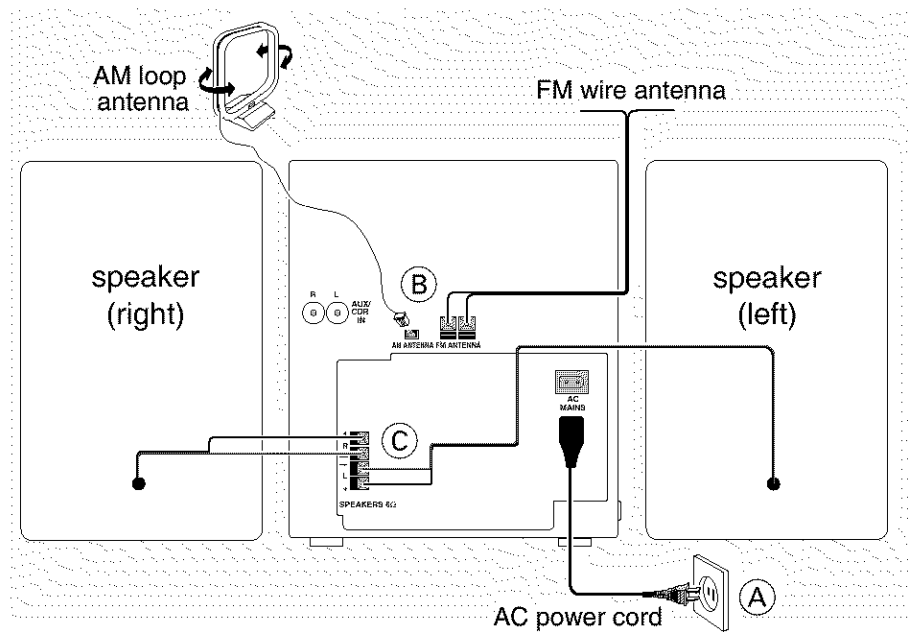 AM loop
antenna
FM wire antenna
speaker
(right)
speaker
(left)
B
R L
AUX/
CDR
IN
AM ANTENNA FM ANTENNA
AC
MAINS
+
R
−
−
L
+
C
SPEAKERS 6Ω
A
AC power cord